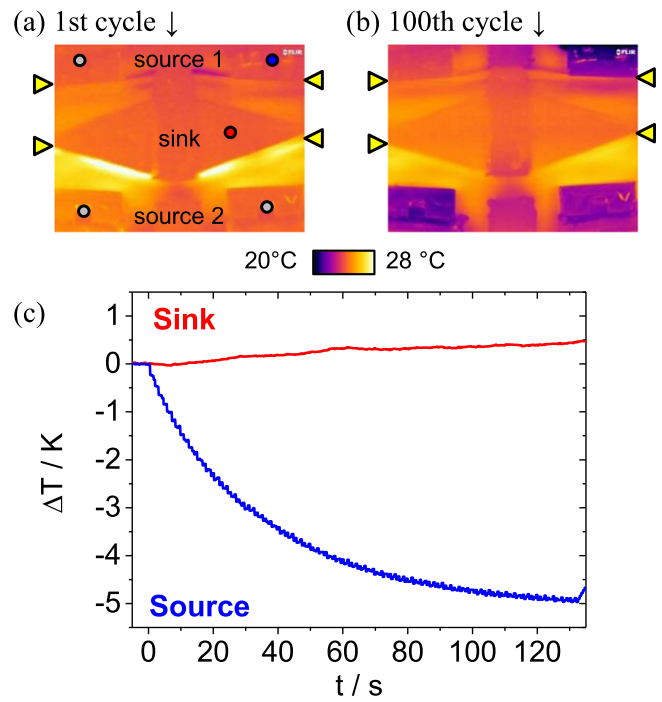 (a) 1st cycle ↓
(b) 100th cycle ↓
FLIR
source 1
sink
source 2
20°C
28 °C
(c)
Sink
Source
1
0
-1
-2
-3
-4
-5
ΔT / K
0 20 40 60 80 100 120
t / s